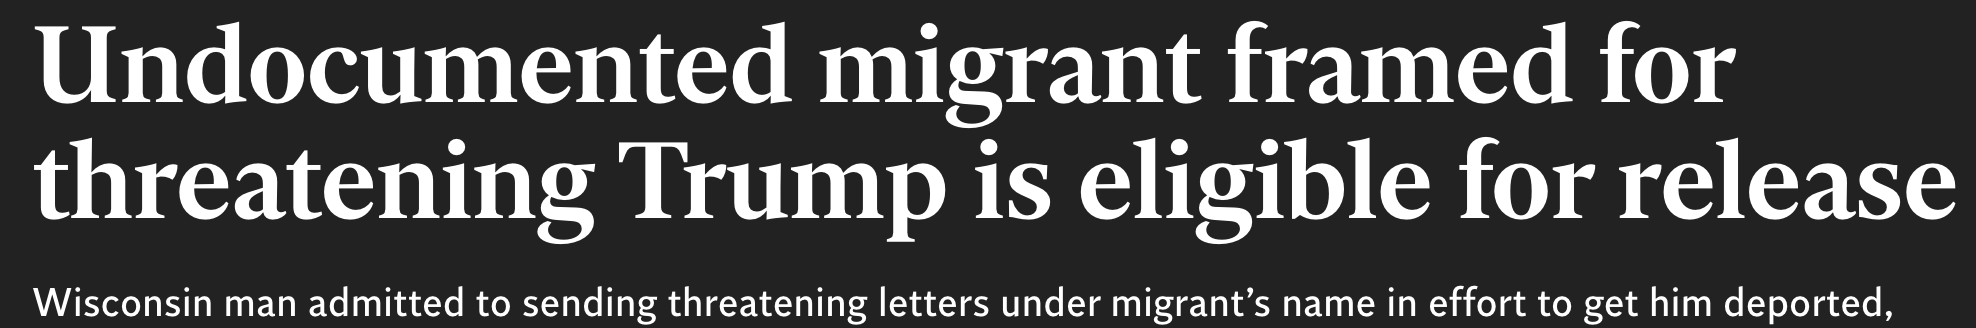 Undocumented migrant framed for
threatening Trump is eligible for release
Wisconsin man admitted to sending threatening letters under migrant’s name in effort to get him deported,